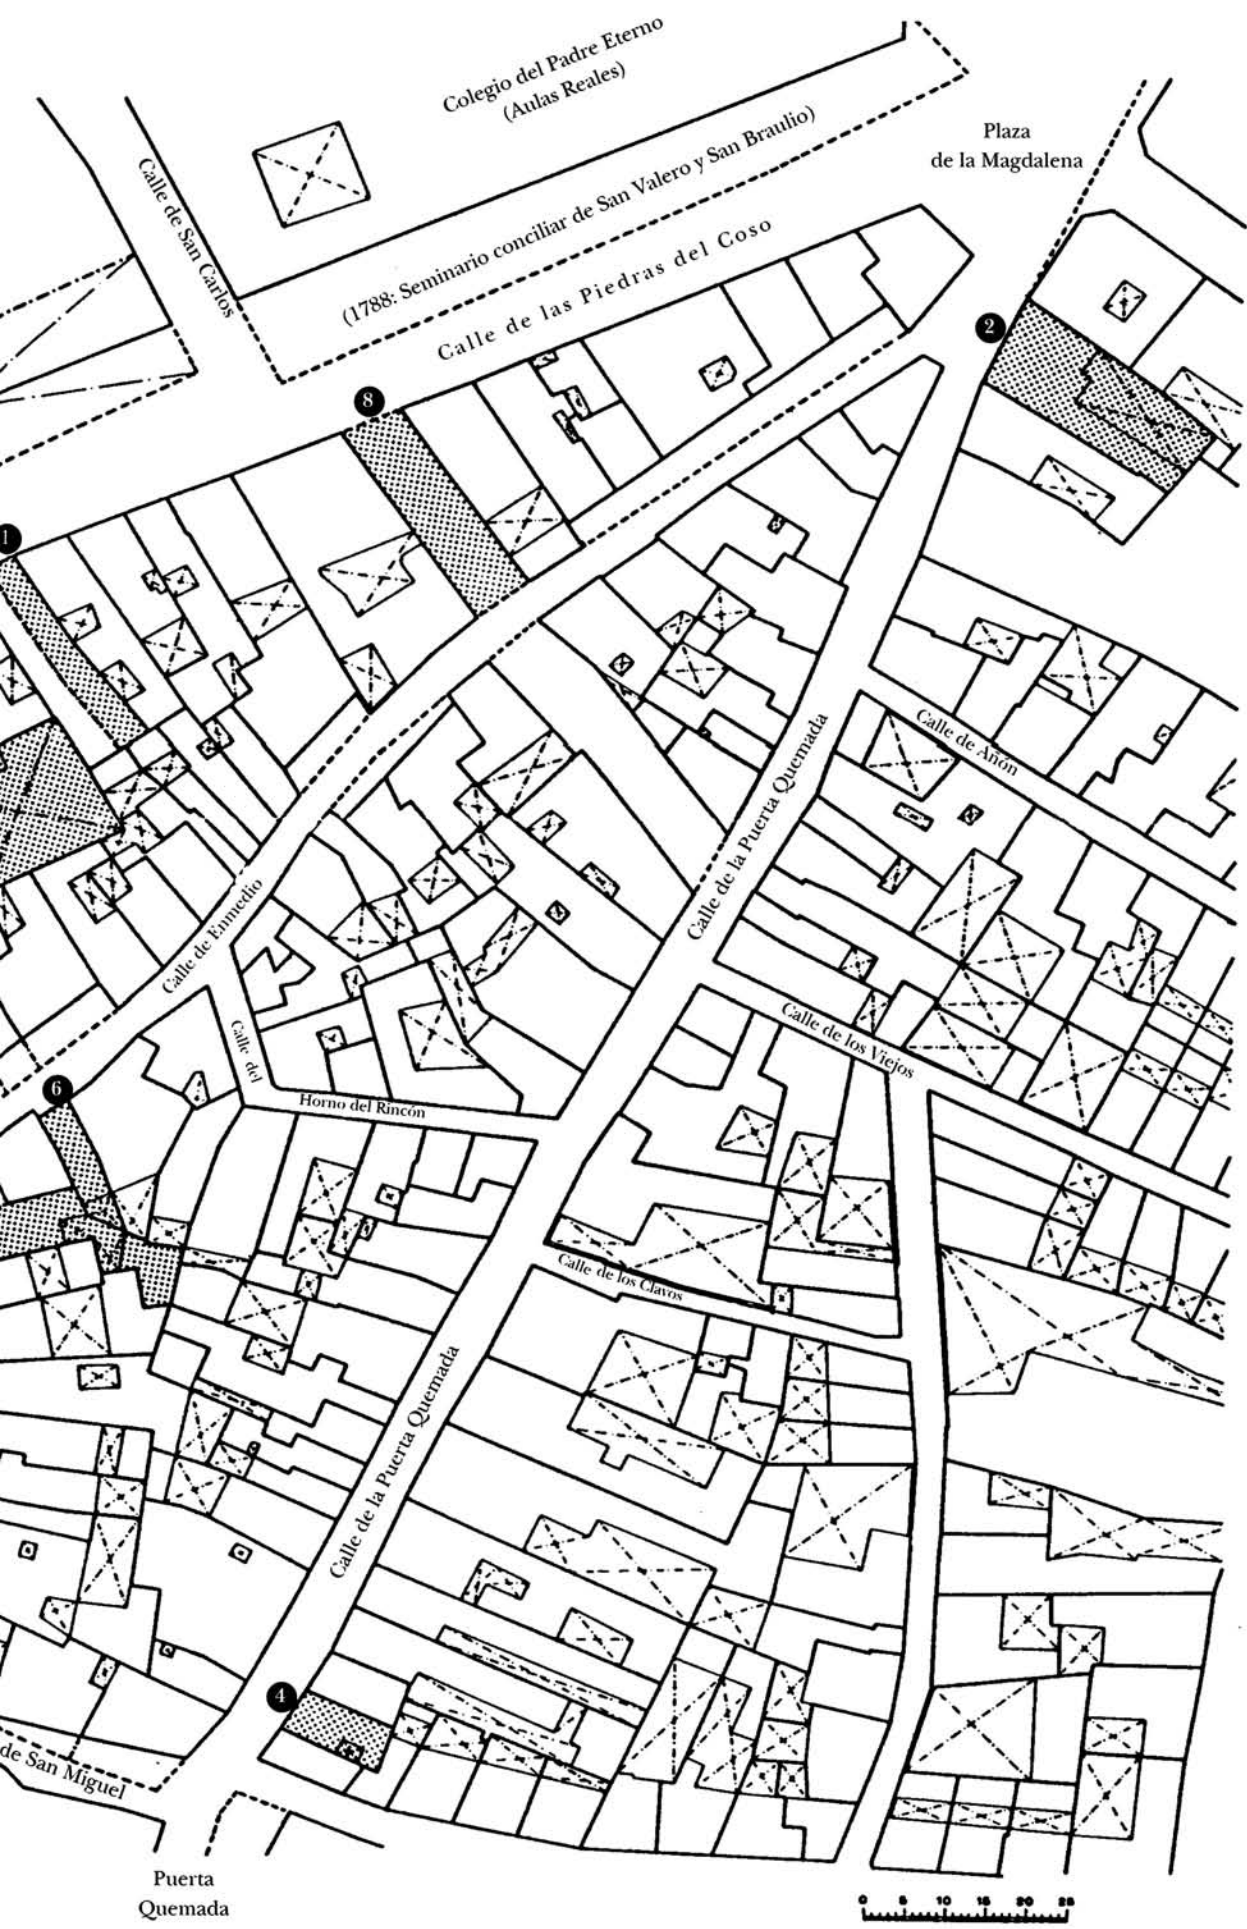 Colegio del Padre Eterno
(Aulas Reales)
Plaza
de la Magdalena
(1788: Seminario conciliar de San Valero y San Braulio)
Calle de San Carlos
Calle de las Piedras del Coso
2
8
1
Calle de Añón
Calle de la Puerta Quemada
Calle de Enmedio
Calle de los Viejos
Calle del
Horno del Rincón
6
Calle de los Clavos
Calle de la Puerta Quemada
4
de San Miguel
Puerta
Quemada
0 5 10 15 20 25